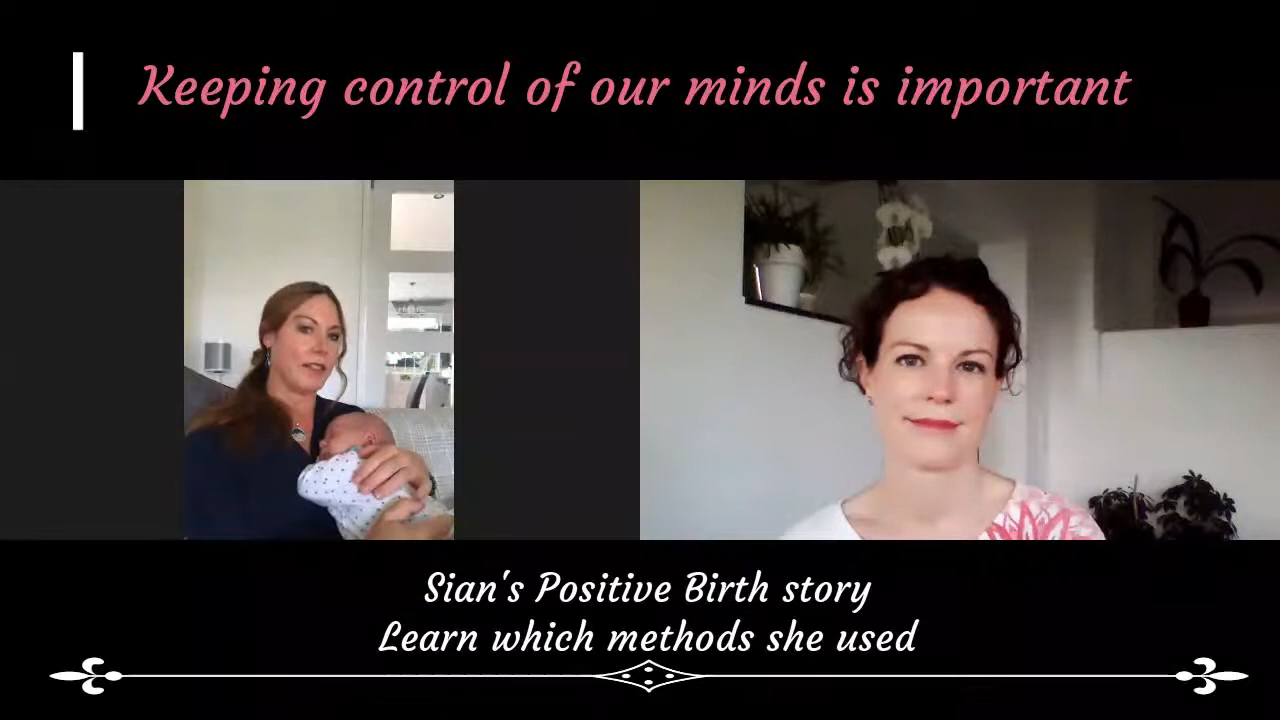 Keeping control of our minds is important
Sian's Positive Birth story
Learn which methods she used